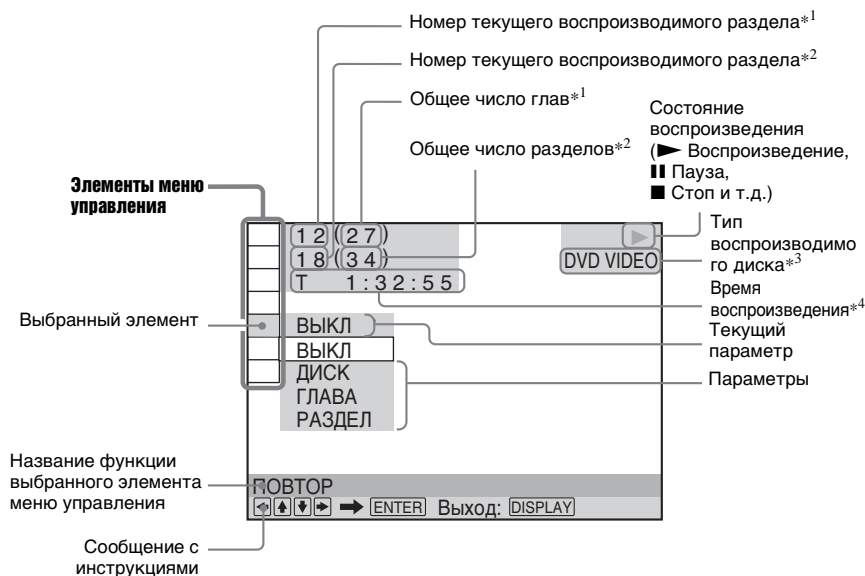 Номер текущего воспроизводимого раздела*1
Номер текущего воспроизводимого раздела*2
Общее число глав*1
Общее число разделов*2
Состояние
воспроизведения
(► Воспроизведение,
❚❚ Пауза,
■ Стоп и т.д.)
Элементы меню
управления
12(27)
18(34)
T 1:32:55
►
DVD VIDEO
Тип
воспроизводимо
го диска*3
Время
воспроизведения*4
Текущий
параметр
Параметры
Выбранный элемент
ВЫКЛ
ВЫКЛ
ДИСК
ГЛАВА
РАЗДЕЛ
Название функции
выбранного элемента
меню управления
ПОВТОР
←↑↓→ ➡ ENTER Выход: DISPLAY
Сообщение с
инструкциями